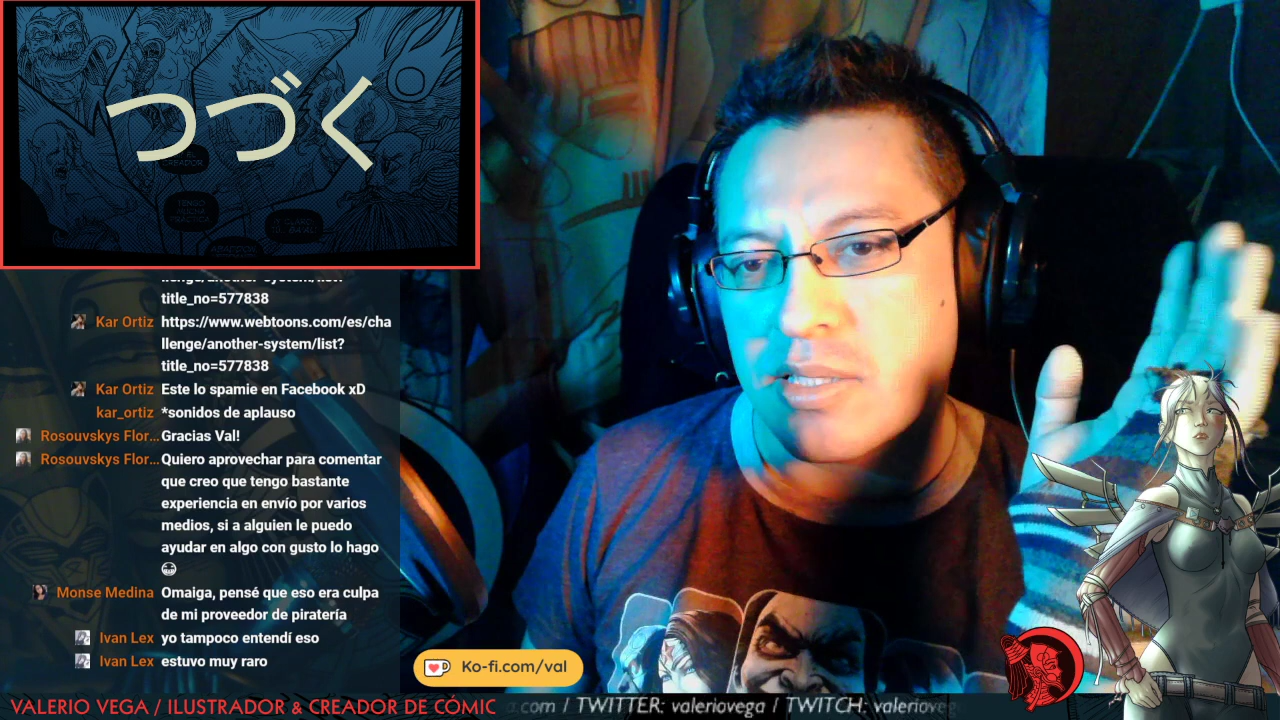 つづく
CREADOR
TENGO
MUCHA
PRÁCTICA
title_no=577838
Kar Ortiz https://www.webtoons.com/es/cha
llenge/another-system/list?
title_no=577838
Kar Ortiz Este lo spamie en Facebook xD
kar_ortiz *sonidos de aplauso
Rosouvskys Flor... Gracias Val!
Rosouvskys Flor... Quiero aprovechar para comentar
que creo que tengo bastante
experiencia en envío por varios
medios, si a alguien le puedo
ayudar en algo con gusto lo hago
Monse Medina Omaiga, pensé que eso era culpa
de mi proveedor de piratería
Ivan Lex yo tampoco entendí eso
Ivan Lex estuvo muy raro
Ko-fi.com/val
VALERIO VEGA / ILUSTRADOR & CREADOR DE CÓMIC
.com / TWITTER: valeriovega / TWITCH: valeriove